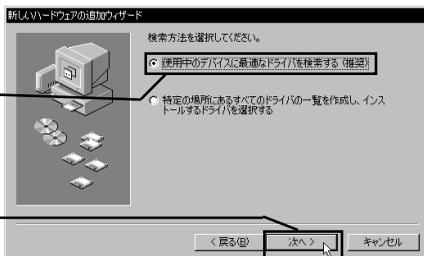 新しいハードウェアの追加ウィザード
検索方法を選択してください。
使用中のデバイスに最適なドライバを検索する (推奨)
特定の場所にあるすべてのドライバの一覧を作成し、インス
トールするドライバを選択する
< 戻る(B)
次へ >
キャンセル